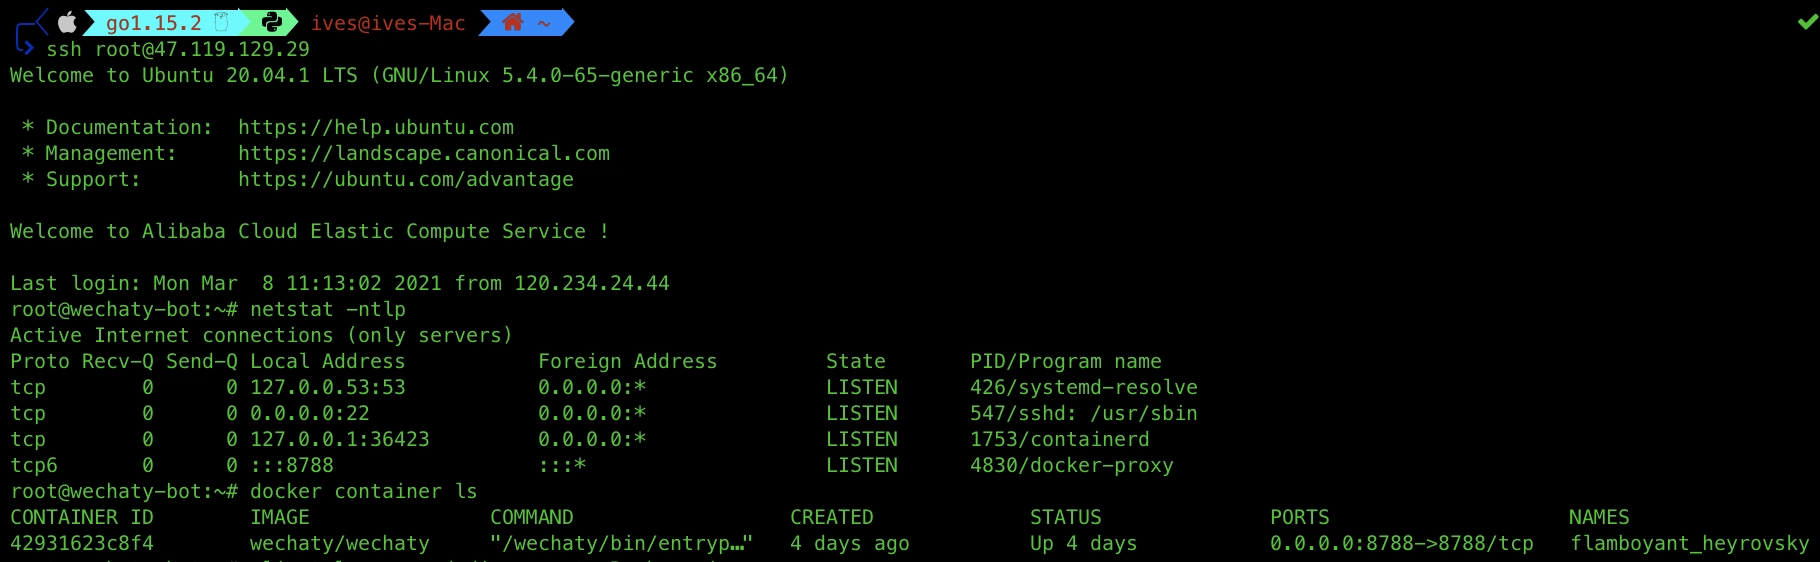 go1.15.2 ives@ives-Mac ~
ssh root@47.119.129.29
Welcome to Ubuntu 20.04.1 LTS (GNU/Linux 5.4.0-65-generic x86_64)
* Documentation:  https://help.ubuntu.com
* Management:     https://landscape.canonical.com
* Support:        https://ubuntu.com/advantage
Welcome to Alibaba Cloud Elastic Compute Service !
Last login: Mon Mar  8 11:13:02 2021 from 120.234.24.44
root@wechaty-bot:~# netstat -ntlp
Active Internet connections (only servers)
Proto Recv-Q Send-Q Local Address           Foreign Address         State       PID/Program name
tcp        0      0 127.0.0.53:53           0.0.0.0:*               LISTEN      426/systemd-resolve
tcp        0      0 0.0.0.0:22              0.0.0.0:*               LISTEN      547/sshd: /usr/sbin
tcp        0      0 127.0.0.1:36423         0.0.0.0:*               LISTEN      1753/containerd
tcp6       0      0 :::8788                 :::*                    LISTEN      4830/docker-proxy
root@wechaty-bot:~# docker container ls
CONTAINER ID        IMAGE               COMMAND                  CREATED             STATUS              PORTS                    NAMES
42931623c8f4        wechaty/wechaty     "/wechaty/bin/entryp…"   4 days ago          Up 4 days           0.0.0.0:8788->8788/tcp   flamboyant_heyrovsky